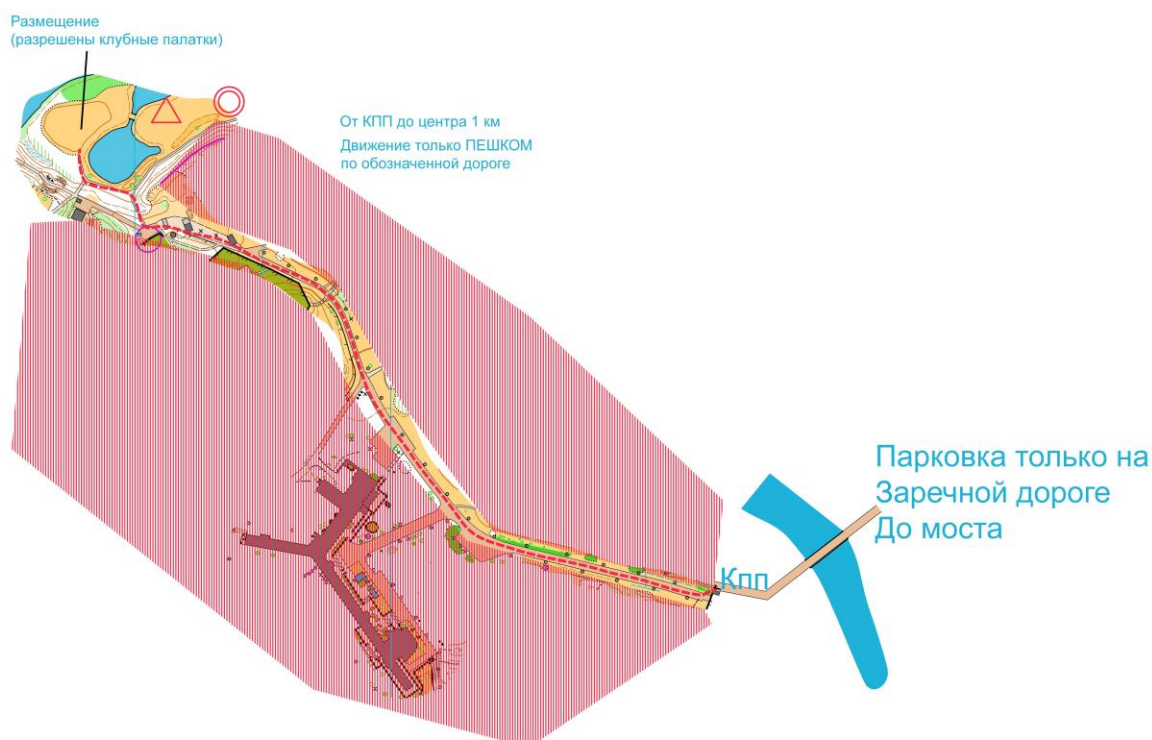 Размещение
(разрешены клубные палатки)
От КПП до центра 1 км
Движение только ПЕШКОМ
по обозначенной дороге
Парковка только на
Заречной дороге
До моста
Кпп